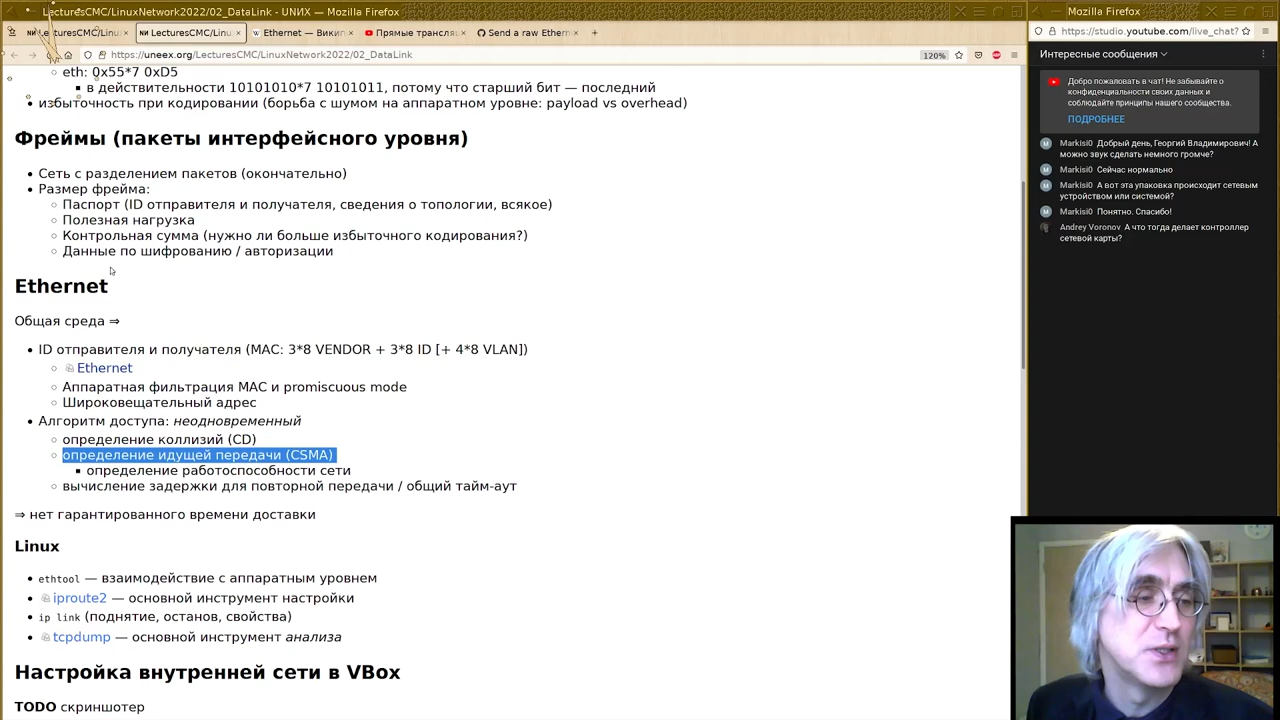 LecturesCMC/LinuxNetwork2022/02_DataLink - UNИX — Mozilla Firefox
Mozilla Firefox
LecturesCMC/Linu
LecturesCMC/Linu
Ethernet — Викип
Прямые трансляц
Send a raw Ethern
https://uneex.org/LecturesCMC/LinuxNetwork2022/02_DataLink
120%
https://studio.youtube.com/live_chat?
eth: 0x55*7 0xD5
в действительности 10101010*7 10101011, потому что старший бит — последний
избыточность при кодировании (борьба с шумом на аппаратном уровне: payload vs overhead)
Фреймы (пакеты интерфейсного уровня)
Сеть с разделением пакетов (окончательно)
Размер фрейма:
Паспорт (ID отправителя и получателя, сведения о топологии, всякое)
Полезная нагрузка
Контрольная сумма (нужно ли больше избыточного кодирования?)
Данные по шифрованию / авторизации
Ethernet
Общая среда ⇒
ID отправителя и получателя (MAC: 3*8 VENDOR + 3*8 ID [+ 4*8 VLAN])
Ethernet
Аппаратная фильтрация MAC и promiscuous mode
Широковещательный адрес
Алгоритм доступа: неодновременный
определение коллизий (CD)
определение идущей передачи (CSMA)
определение работоспособности сети
вычисление задержки для повторной передачи / общий тайм-аут
⇒ нет гарантированного времени доставки
Linux
ethtool — взаимодействие с аппаратным уровнем
iproute2 — основной инструмент настройки
ip link (поднятие, останов, свойства)
tcpdump — основной инструмент анализа
Настройка внутренней сети в VBox
TODO скриншотер
Интересные сообщения
Добро пожаловать в чат! Не забывайте о
конфиденциальности своих данных и
соблюдайте принципы нашего сообщества.
ПОДРОБНЕЕ
Markisi0 Добрый день, Георгий Владимирович! А
можно звук сделать немного громче?
Markisi0 Сейчас нормально
Markisi0 А вот эта упаковка происходит сетевым
устройством или системой?
Markisi0 Понятно. Спасибо!
Andrey Voronov А что тогда делает контроллер
сетевой карты?